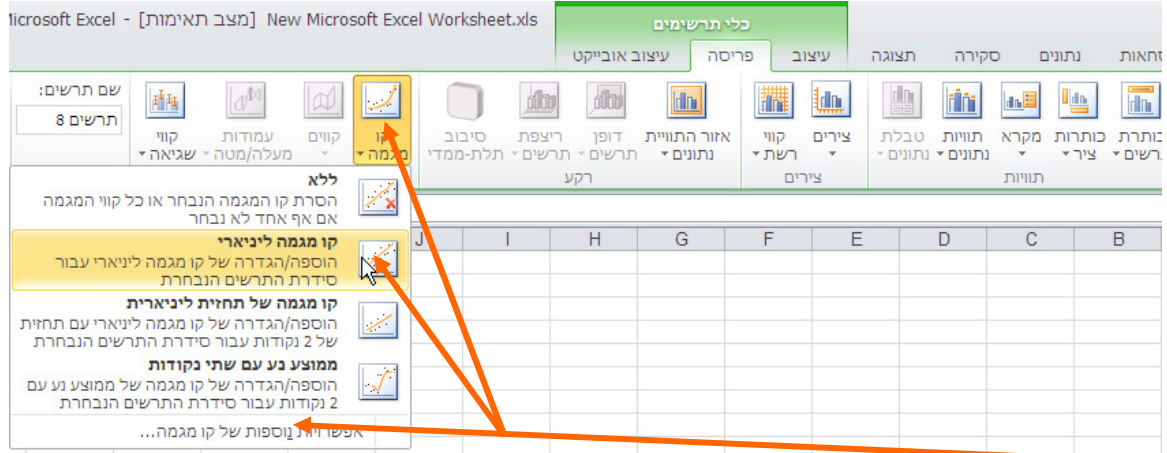 Microsoft Excel - [מצב תאימות] New Microsoft Excel Worksheet.xls
כלי תרשימים
נתונים סקירה תצוגה עיצוב פריסה עיצוב אובייקט
כותרות ציר
מקרא
תוויות נתונים
טבלת נתונים
תוויות
צירים
קווי רשת
צירים
אזור התוויית נתונים
דופן תרשים
ריצפת תרשים
סיבוב תלת-ממדי
רקע
קו מגמה
קווים
עמודות מעלה/מטה
קווי שגיאה
שם תרשים:
תרשים 8
ללא
הסרת קו המגמה הנבחר או כל קווי המגמה
אם אף אחד לא נבחר
קו מגמה ליניארי
הוספה/הגדרה של קו מגמה ליניארי עבור
סידרת התרשים הנבחרת
קו מגמה של תחזית ליניארית
הוספה/הגדרה של קו מגמה ליניארי עם תחזית
של 2 נקודות עבור סידרת התרשים הנבחרת
ממוצע נע עם שתי נקודות
הוספה/הגדרה של קו מגמה של ממוצע נע עם
2 נקודות עבור סידרת התרשים הנבחרת
אפשרויות נוספות של קו מגמה...
J I H G F E D C B